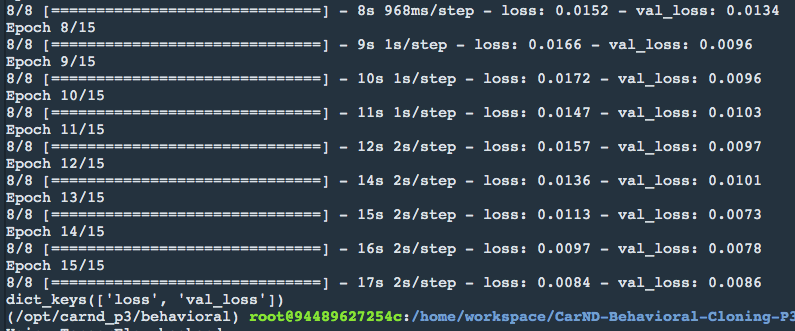 8/8 [==============================] - 8s 968ms/step - loss: 0.0152 - val_loss: 0.0134
Epoch 8/15
8/8 [==============================] - 9s 1s/step - loss: 0.0166 - val_loss: 0.0096
Epoch 9/15
8/8 [==============================] - 10s 1s/step - loss: 0.0172 - val_loss: 0.0096
Epoch 10/15
8/8 [==============================] - 11s 1s/step - loss: 0.0147 - val_loss: 0.0103
Epoch 11/15
8/8 [==============================] - 12s 2s/step - loss: 0.0157 - val_loss: 0.0097
Epoch 12/15
8/8 [==============================] - 14s 2s/step - loss: 0.0136 - val_loss: 0.0101
Epoch 13/15
8/8 [==============================] - 15s 2s/step - loss: 0.0113 - val_loss: 0.0073
Epoch 14/15
8/8 [==============================] - 16s 2s/step - loss: 0.0097 - val_loss: 0.0078
Epoch 15/15
8/8 [==============================] - 17s 2s/step - loss: 0.0084 - val_loss: 0.0086
dict_keys(['loss', 'val_loss'])
(/opt/carnd_p3/behavioral) root@94489627254c:/home/workspace/CarND-Behavioral-Cloning-P3